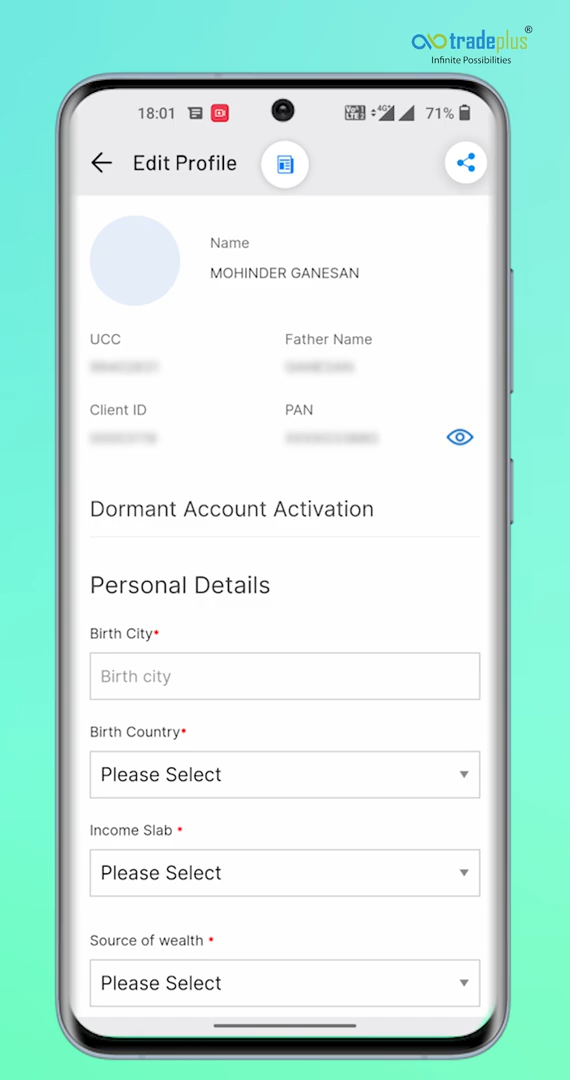 tradeplus®
Infinite Possibilities
18:01
4G
71%
Edit Profile
Name
MOHINDER GANESAN
UCC
Father Name
Client ID
PAN
Dormant Account Activation
Personal Details
Birth City*
Birth city
Birth Country*
Please Select
Income Slab *
Please Select
Source of wealth *
Please Select